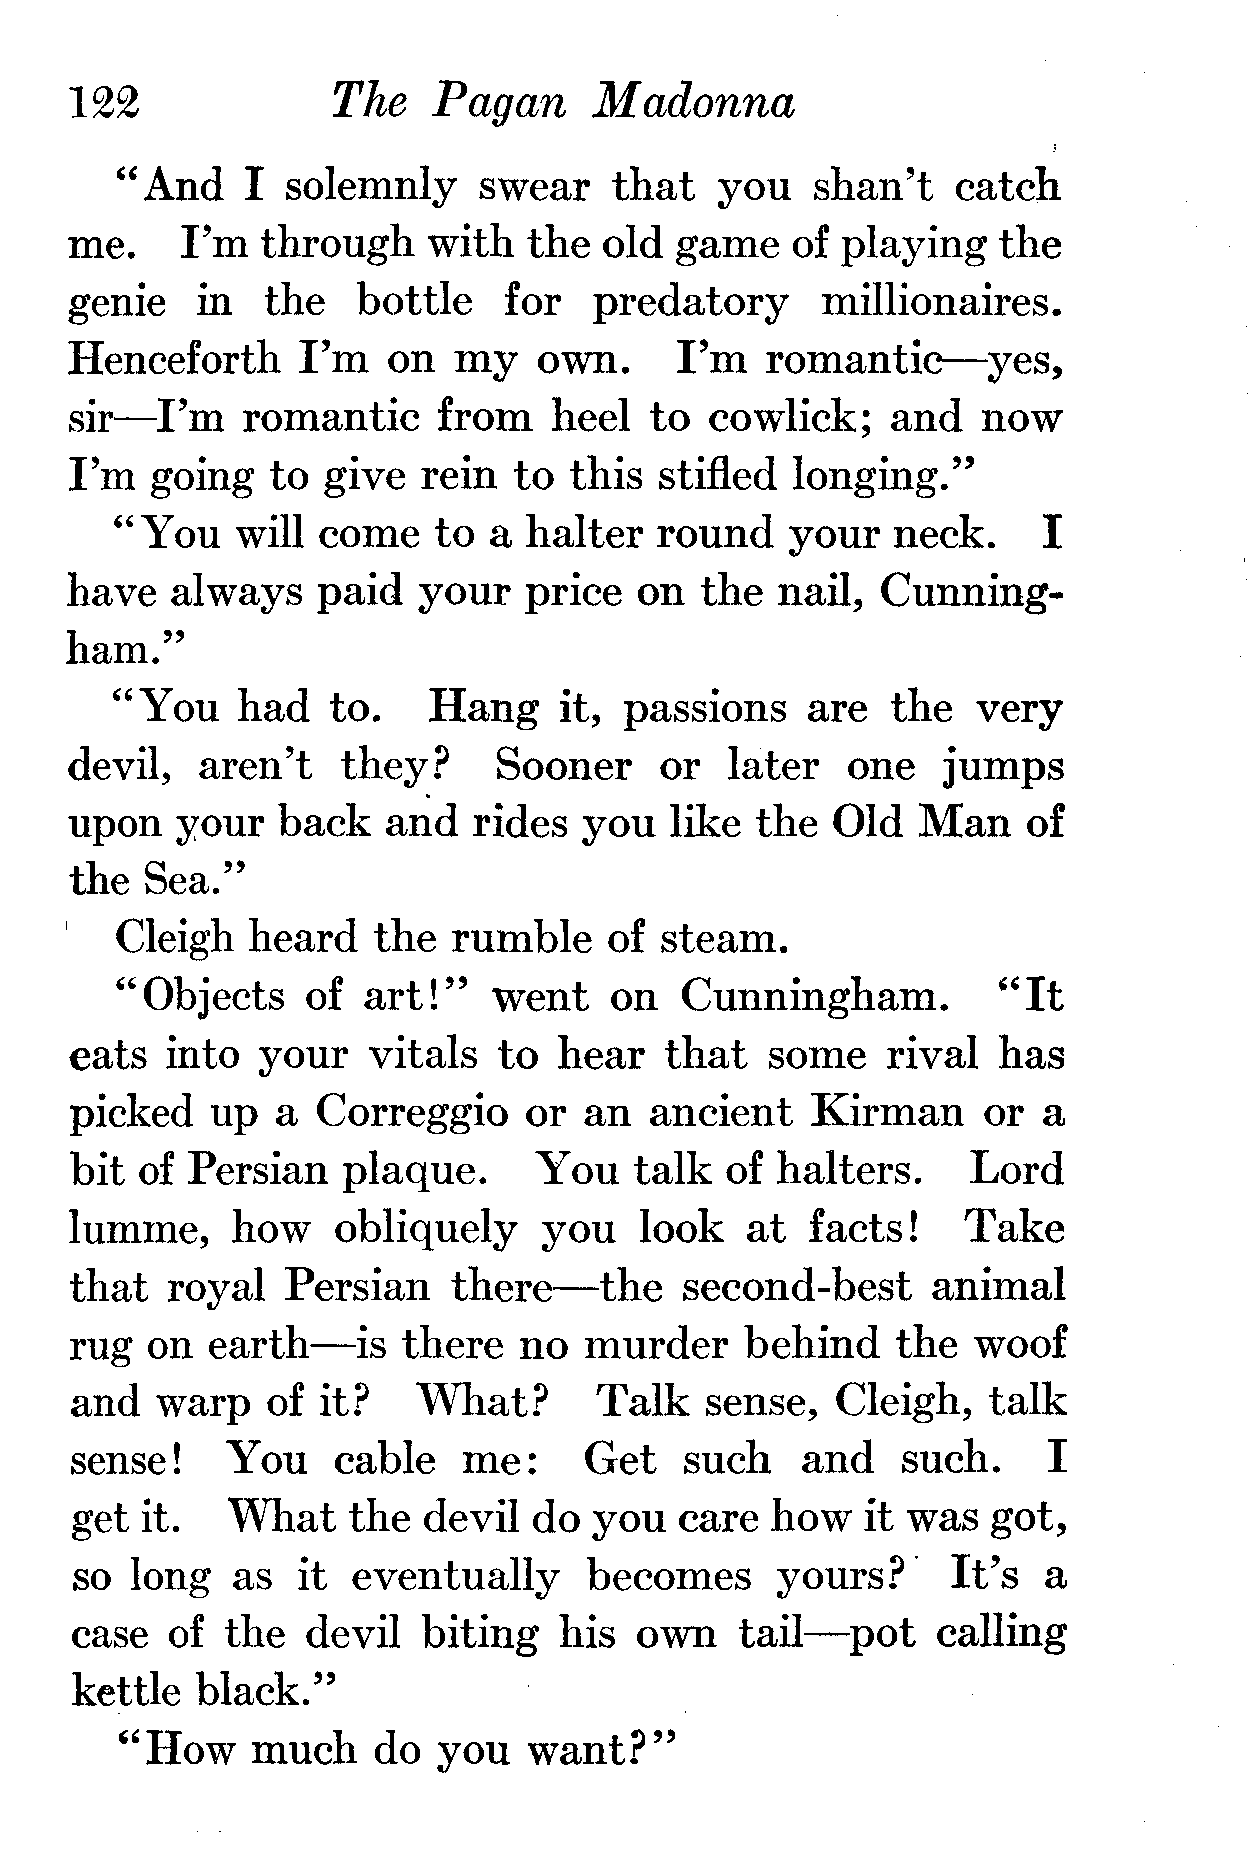 122 The Pagan Madonna
“And I solemnly swear that you shan’t catch
me. I’m through with the old game of playing the
genie in the bottle for predatory millionaires.
Henceforth I’m on my own. I’m romantic—yes,
sir—I’m romantic from heel to cowlick; and now
I’m going to give rein to this stifled longing.”
“You will come to a halter round your neck. I
have always paid your price on the nail, Cunning-
ham.”
“You had to. Hang it, passions are the very
devil, aren’t they? Sooner or later one jumps
upon your back and rides you like the Old Man of
the Sea.”
Cleigh heard the rumble of steam.
“Objects of art!” went on Cunningham. “It
eats into your vitals to hear that some rival has
picked up a Correggio or an ancient Kirman or a
bit of Persian plaque. You talk of halters. Lord
lumme, how obliquely you look at facts! Take
that royal Persian there—the second-best animal
rug on earth—is there no murder behind the woof
and warp of it? What? Talk sense, Cleigh, talk
sense! You cable me: Get such and such. I
get it. What the devil do you care how it was got,
so long as it eventually becomes yours? It’s a
case of the devil biting his own tail—pot calling
kettle black.”
“How much do you want?”